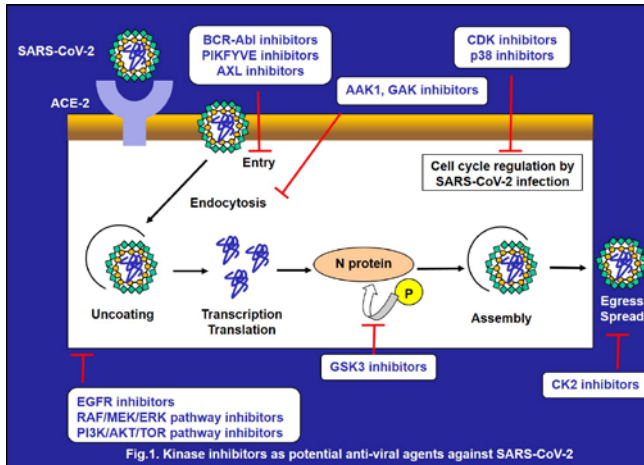 SARS-CoV-2
BCR-Abl inhibitors
PIKFYVE inhibitors
AXL inhibitors
CDK inhibitors
p38 inhibitors
ACE-2
AAK1, GAK inhibitors
Entry
Cell cycle regulation by
SARS-CoV-2 infection
Endocytosis
N protein
P
Uncoating
Transcription
Translation
Assembly
Egress
Spread
GSK3 inhibitors
CK2 inhibitors
EGFR inhibitors
RAF/MEK/ERK pathway inhibitors
PI3K/AKT/TOR pathway inhibitors
Fig.1. Kinase inhibitors as potential anti-viral agents against SARS-CoV-2